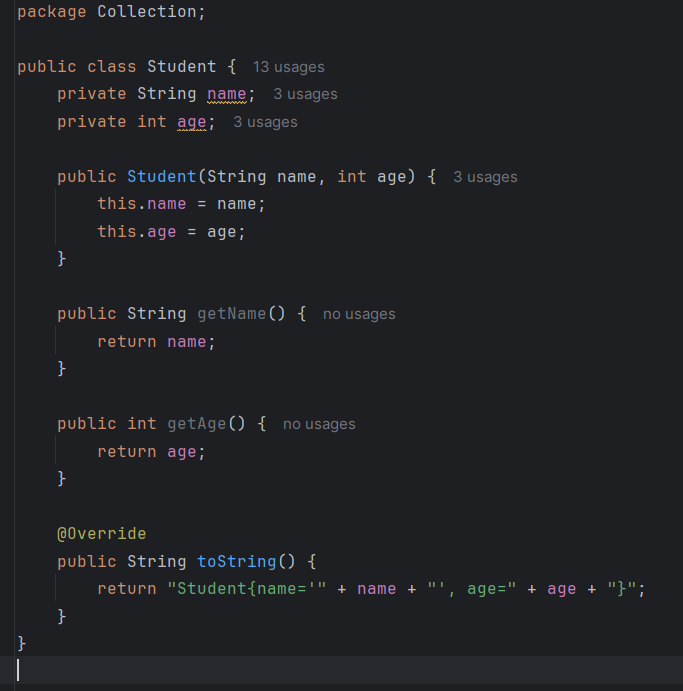 package Collection;
public class Student { 13 usages
private String name; 3 usages
private int age; 3 usages
public Student(String name, int age) { 3 usages
this.name = name;
this.age = age;
}
public String getName() { no usages
return name;
}
public int getAge() { no usages
return age;
}
@Override
public String toString() {
return "Student{name='" + name + "', age=" + age + "}";
}
}